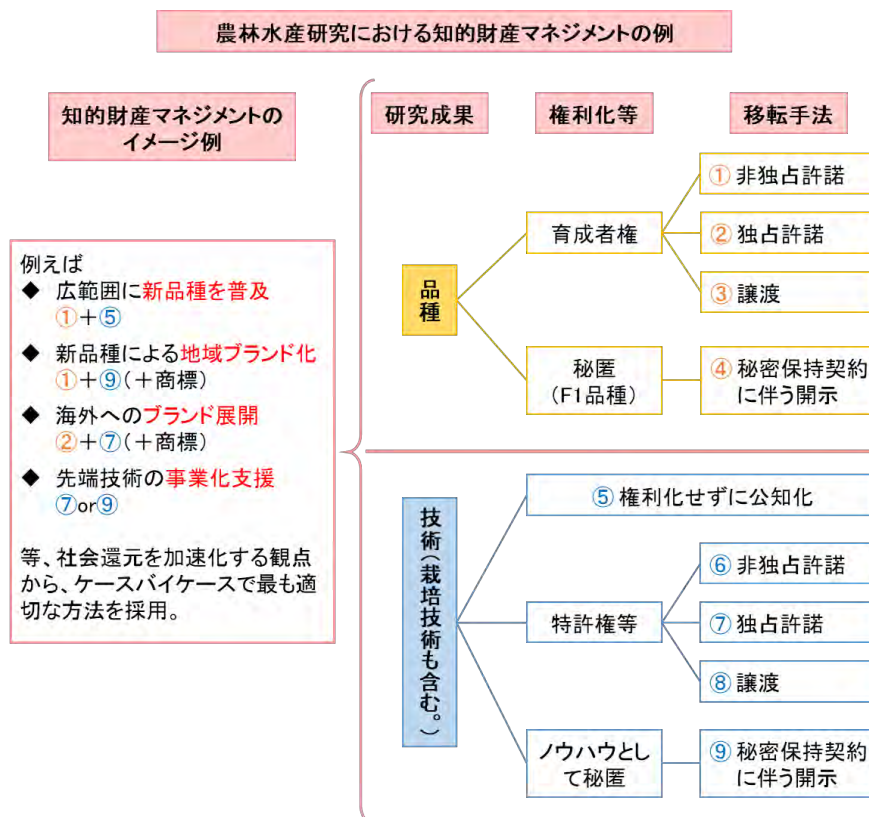 農林水産研究における知的財産マネジメントの例
知的財産マネジメントの
イメージ例
例えば
◆ 広範囲に新品種を普及
①+⑤
◆ 新品種による地域ブランド化
①+⑨(+商標)
◆ 海外へのブランド展開
②+⑦(+商標)
◆ 先端技術の事業化支援
⑦or⑨
等、社会還元を加速化する観点
から、ケースバイケースで最も適
切な方法を採用。
研究成果
権利化等
移転手法
品種
育成者権
① 非独占許諾
② 独占許諾
③ 譲渡
秘匿
(F1品種)
④ 秘密保持契約
に伴う開示
技術(栽培技術も含む。)
⑤ 権利化せずに公知化
特許権等
⑥ 非独占許諾
⑦ 独占許諾
⑧ 譲渡
ノウハウとし
て秘匿
⑨ 秘密保持契約
に伴う開示